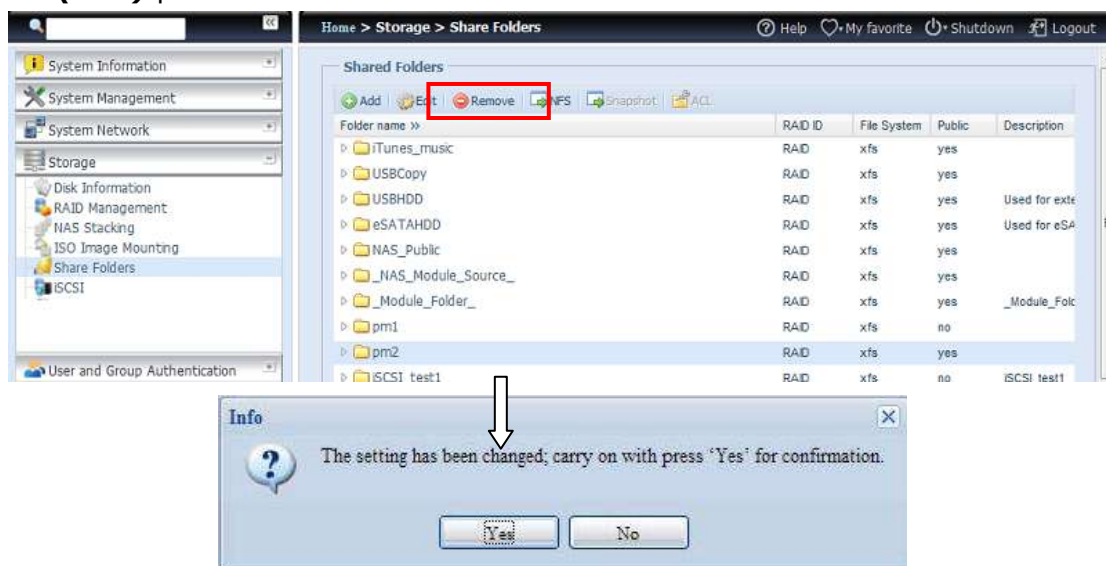 Home > Storage > Share Folders
Help My favorite Shutdown Logout
System Information
System Management
System Network
Storage
Disk Information
RAID Management
NAS Stacking
ISO Image Mounting
Share Folders
iSCSI
User and Group Authentication
Shared Folders
Add Edit Remove NFS Snapshot ACL
Folder name » RAID ID File System Public Description
iTunes_music RAID xfs yes
USBCopy RAID xfs yes
USBHDD RAID xfs yes Used for exte
eSATAHDD RAID xfs yes Used for eSA
NAS_Public RAID xfs yes
_NAS_Module_Source_ RAID xfs yes
_Module_Folder_ RAID xfs yes _Module_Fold
pm1 RAID xfs no
pm2 RAID xfs yes
iSCSI_test1 RAID xfs no iSCSI_test1
Info
The setting has been changed; carry on with press ‘Yes’ for confirmation.
Yes No